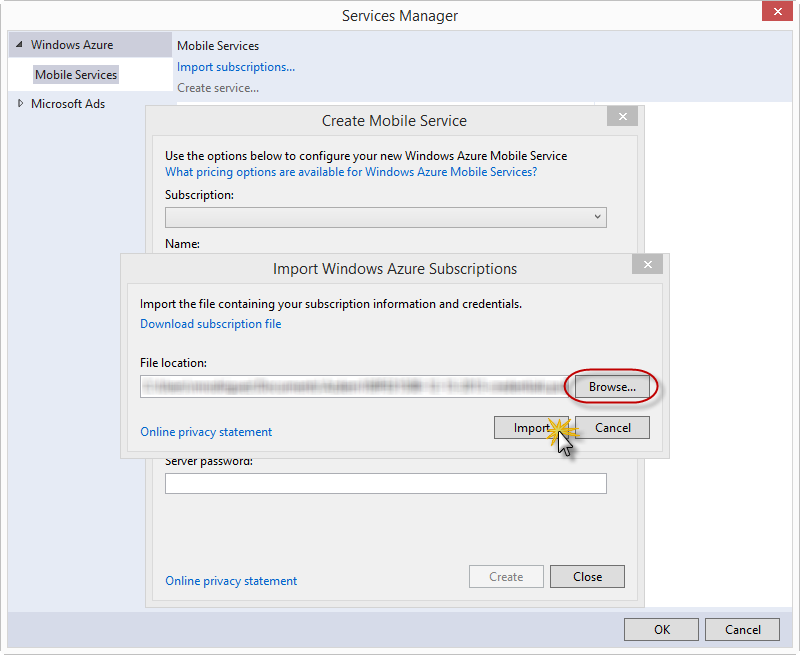 Services Manager
Windows Azure
Mobile Services
Microsoft Ads
Mobile Services
Import subscriptions...
Create service...
Create Mobile Service
Use the options below to configure your new Windows Azure Mobile Service
What pricing options are available for Windows Azure Mobile Services?
Subscription:
Name:
Import Windows Azure Subscriptions
Import the file containing your subscription information and credentials.
Download subscription file
File location:
Browse...
Online privacy statement
Import
Cancel
Server password:
Online privacy statement
Create
Close
OK
Cancel